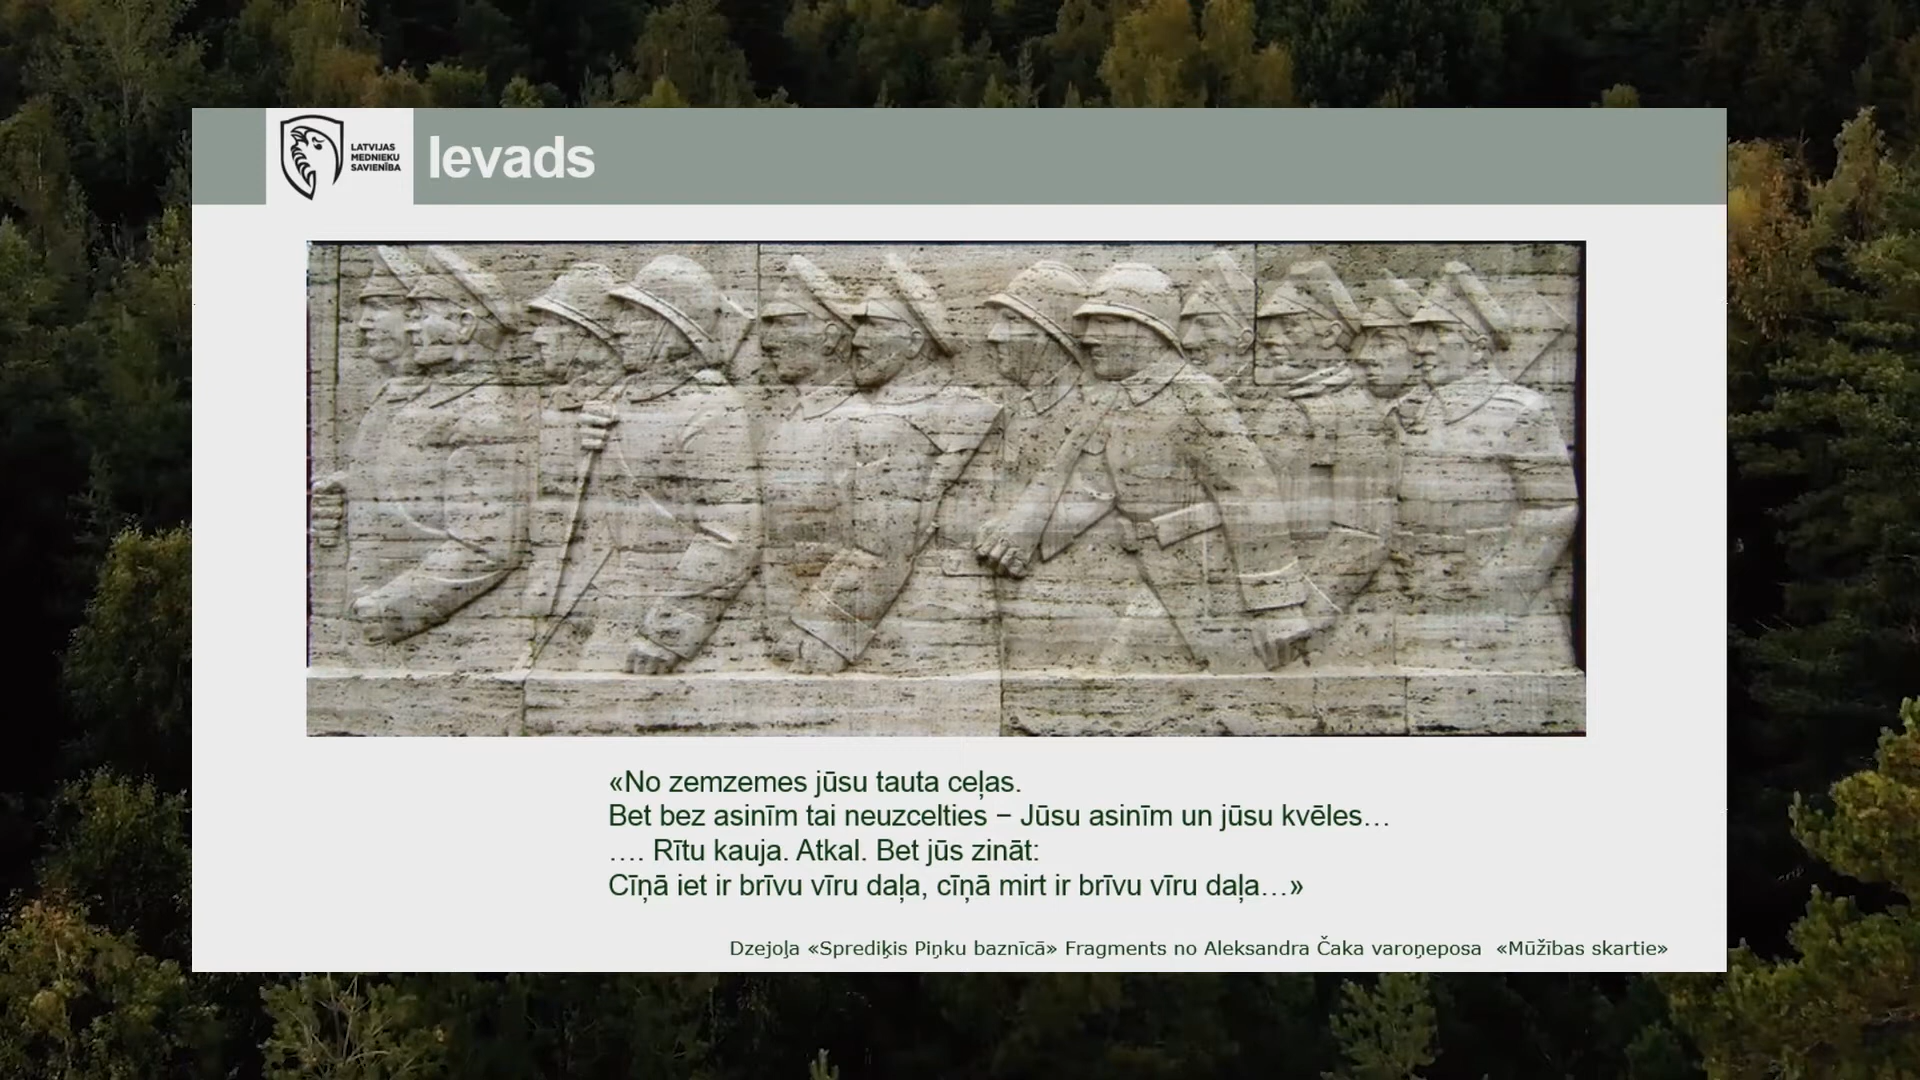 LATVIJAS
MEDNIEKU
SAVIENĪBA
Ievads
«No zemzemes jūsu tauta ceļas.
Bet bez asinīm tai neuzcelties – Jūsu asinīm un jūsu kvēles…
…. Rītu kauja. Atkal. Bet jūs zināt:
Cīņā iet ir brīvu vīru daļa, cīņā mirt ir brīvu vīru daļa…»
Dzejoļa «Sprediķis Piņku baznīcā» Fragments no Aleksandra Čaka varoņeposa «Mūžības skartie»